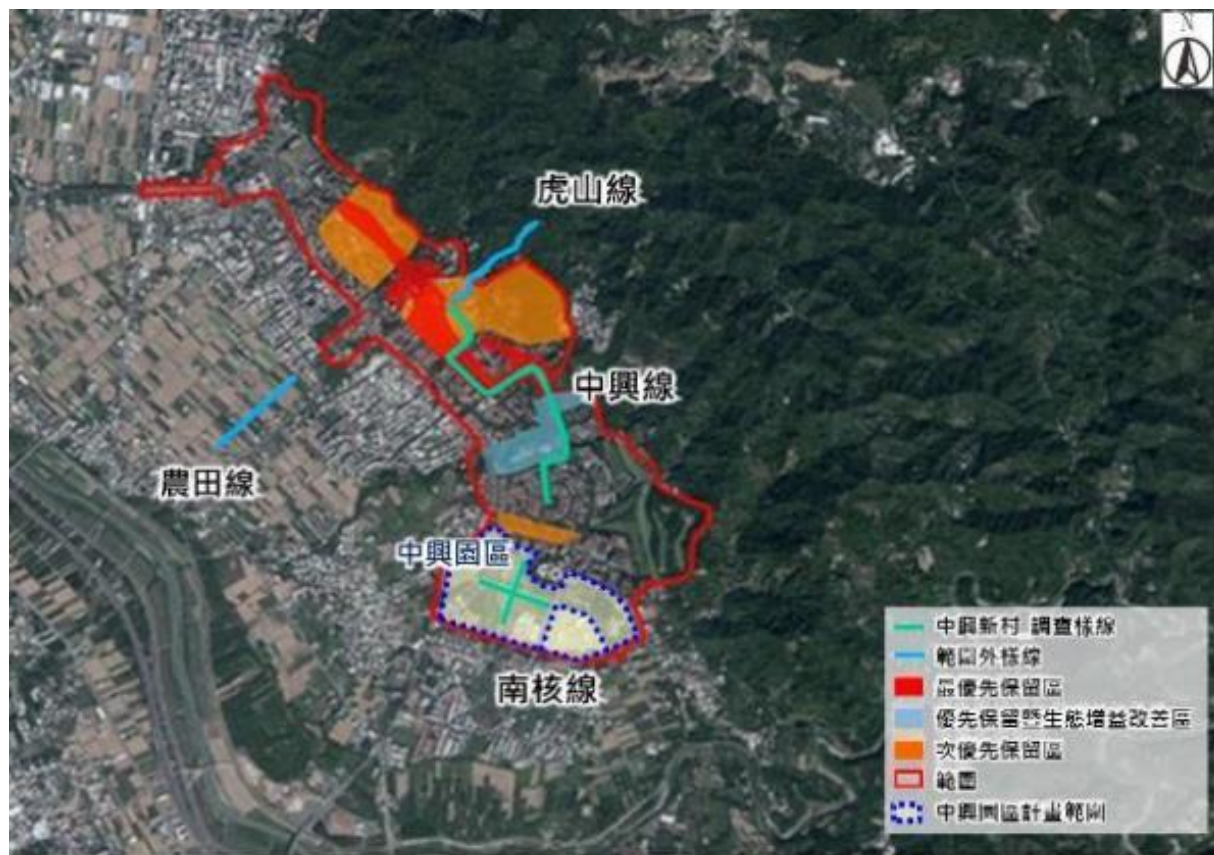 N
虎山線
中興線
農田線
中興園區
南核線
中興新村 調查樣線
範圍外樣線
最優先保留區
優先保留暨生態增益改善區
次優先保留區
範圍
中興園區計畫範圍